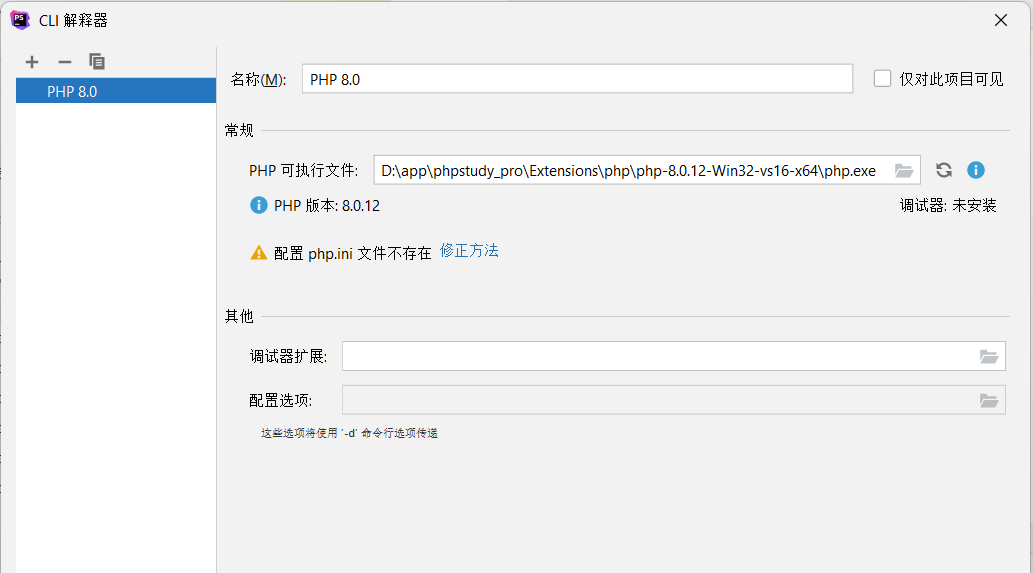 PS CLI 解释器
PHP 8.0
名称(M): PHP 8.0 仅对此项目可见
常规
PHP 可执行文件: D:\app\phpstudy_pro\Extensions\php\php-8.0.12-Win32-vs16-x64\php.exe
PHP 版本: 8.0.12 调试器: 未安装
配置 php.ini 文件不存在 修正方法
其他
调试器扩展:
配置选项:
这些选项将使用 '-d' 命令行选项传递